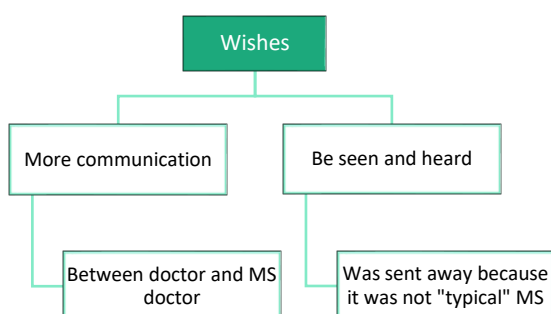 Wishes
More communication
Be seen and heard
Between doctor and MS
doctor
Was sent away because
it was not "typical" MS